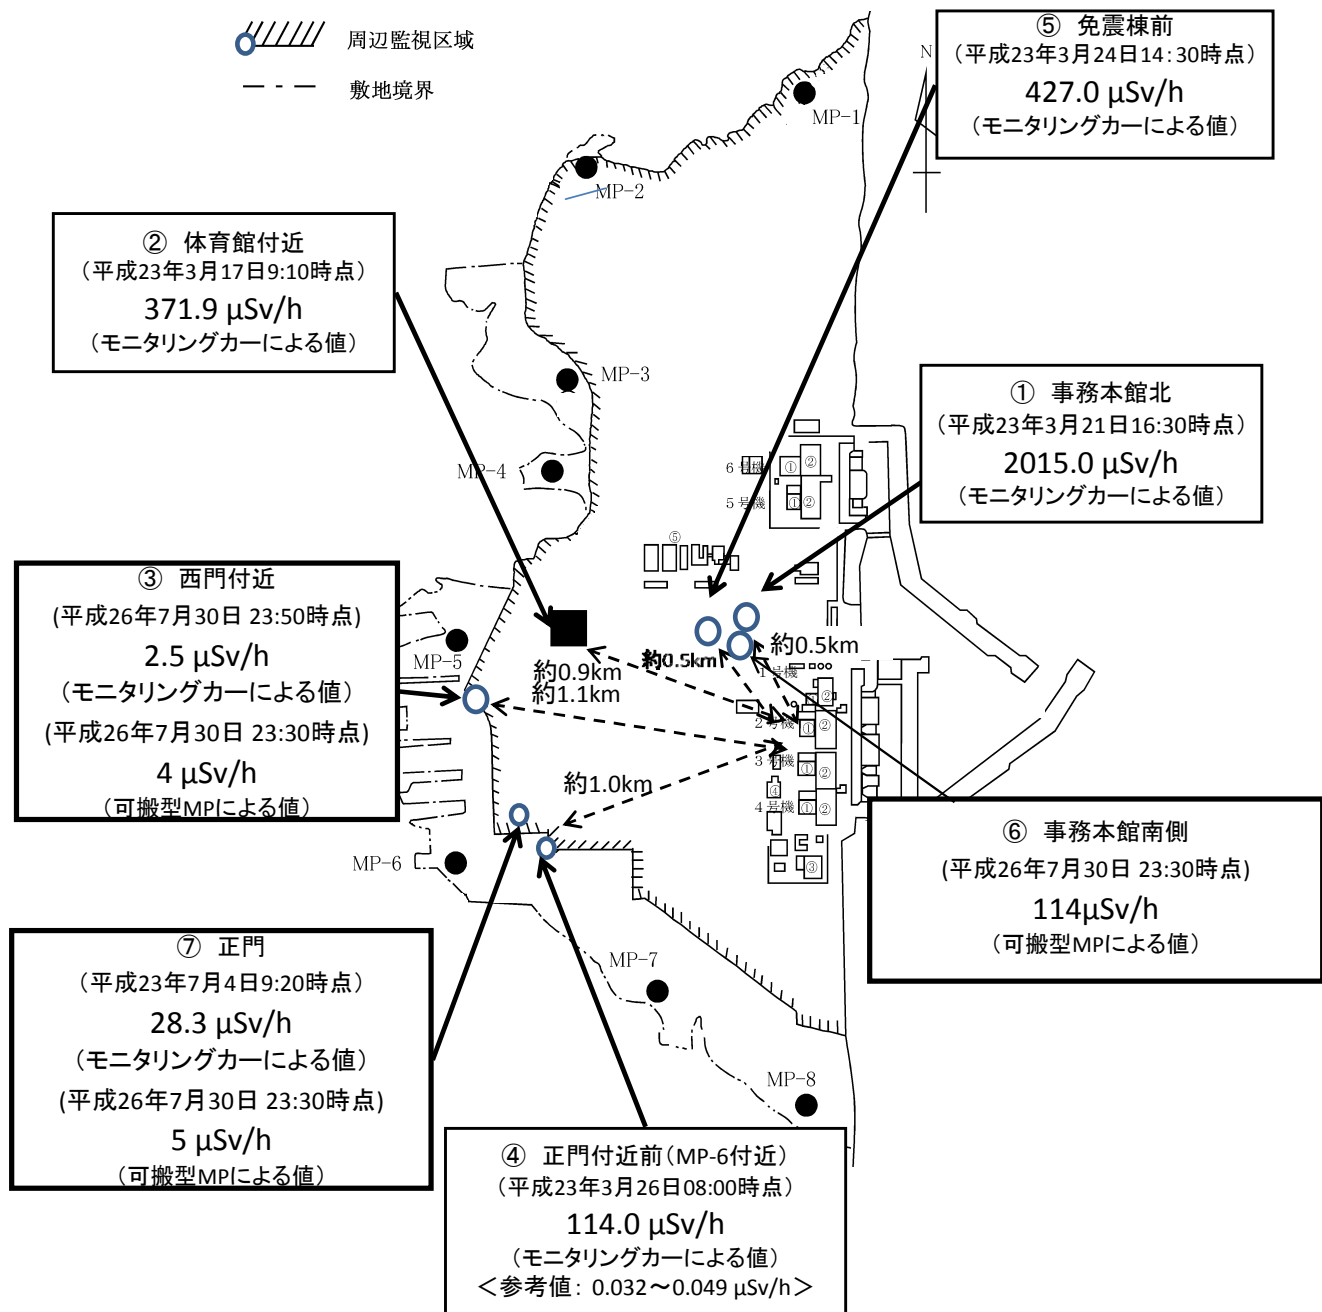 周辺監視区域
敷地境界
⑤ 免震棟前
（平成23年3月24日14:30時点）
427.0 μSv/h
（モニタリングカーによる値）
N
MP-1
MP-2
② 体育館付近
（平成23年3月17日9:10時点）
371.9 μSv/h
（モニタリングカーによる値）
MP-3
① 事務本館北
（平成23年3月21日16:30時点）
2015.0 μSv/h
（モニタリングカーによる値）
MP-4
6号機
①
②
5号機
①
②
⑤
③ 西門付近
(平成26年7月30日 23:50時点)
2.5 μSv/h
（モニタリングカーによる値）
(平成26年7月30日 23:30時点)
4 μSv/h
（可搬型MPによる値）
MP-5
約0.9km
約1.1km
約0.5km
約0.5km
1号機
②
2号機
①
②
3号機
①
②
約1.0km
④
4号機
①
②
③
MP-6
⑥ 事務本館南側
(平成26年7月30日 23:30時点)
114μSv/h
（可搬型MPによる値）
⑦ 正門
（平成23年7月4日9:20時点）
28.3 μSv/h
（モニタリングカーによる値）
(平成26年7月30日 23:30時点)
5 μSv/h
（可搬型MPによる値）
MP-7
MP-8
④ 正門付近前（MP-6付近）
（平成23年3月26日08:00時点）
114.0 μSv/h
（モニタリングカーによる値）
＜参考値： 0.032～0.049 μSv/h＞